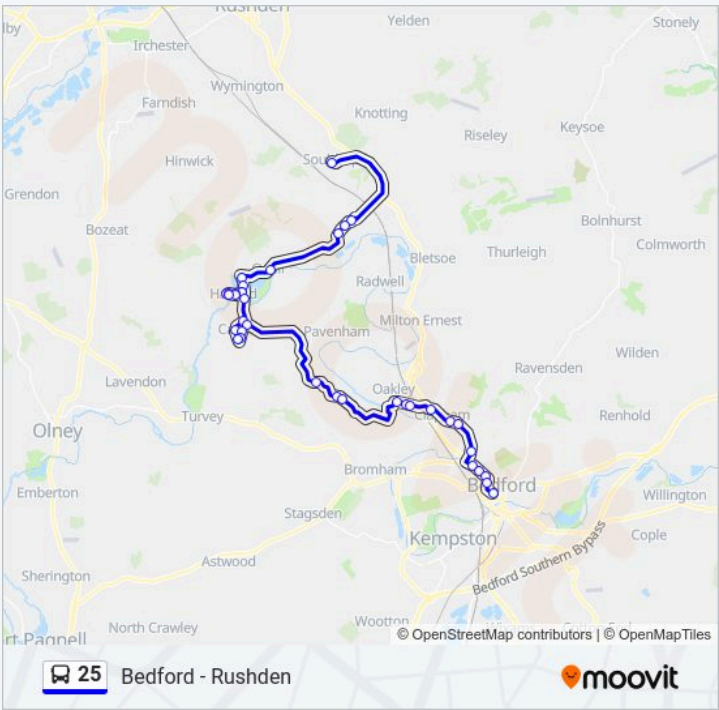 Rushden
Yelden
Stonely
Irchester
Wymington
Farndish
Knotting
Riseley
Keysoe
Hinwick
Grendon
Bozeat
Bolnhurst
Colmworth
Bletsoe
Thurleigh
Radwell
Milton Ernest
Pavenham
Wilden
Lavendon
Ravensden
Oakley
Turvey
Renhold
Olney
Bromham
Bedford
Emberton
Willington
Stagsden
Kempston
Cople
Astwood
Bedford Southern Bypass
Sherington
North Crawley
Wootton
© OpenStreetMap contributors | © OpenMapTiles
25 Bedford - Rushden
moovit